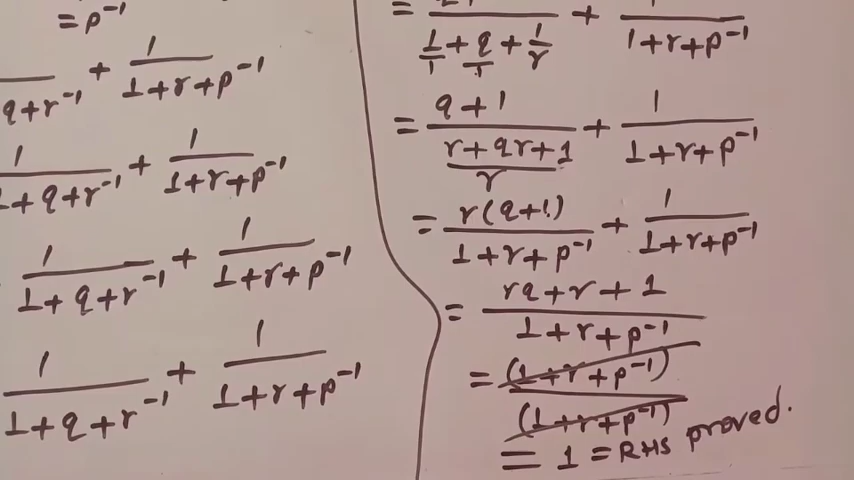 = p⁻¹
q+r⁻¹ + 1/(1+r+p⁻¹)
1/(1+q+r⁻¹) + 1/(1+r+p⁻¹)
1/(1+q+r⁻¹) + 1/(1+r+p⁻¹)
1/(1+q+r⁻¹) + 1/(1+r+p⁻¹)
= /(1/1 + q/1 + 1/r) + 1/(1+r+p⁻¹)
= (q+1)/((r+qr+1)/r) + 1/(1+r+p⁻¹)
= r(q+1)/(1+r+p⁻¹) + 1/(1+r+p⁻¹)
= (rq+r+1)/(1+r+p⁻¹)
= (1+r+p⁻¹)/(1+r+p⁻¹)
= 1 = RHS proved.